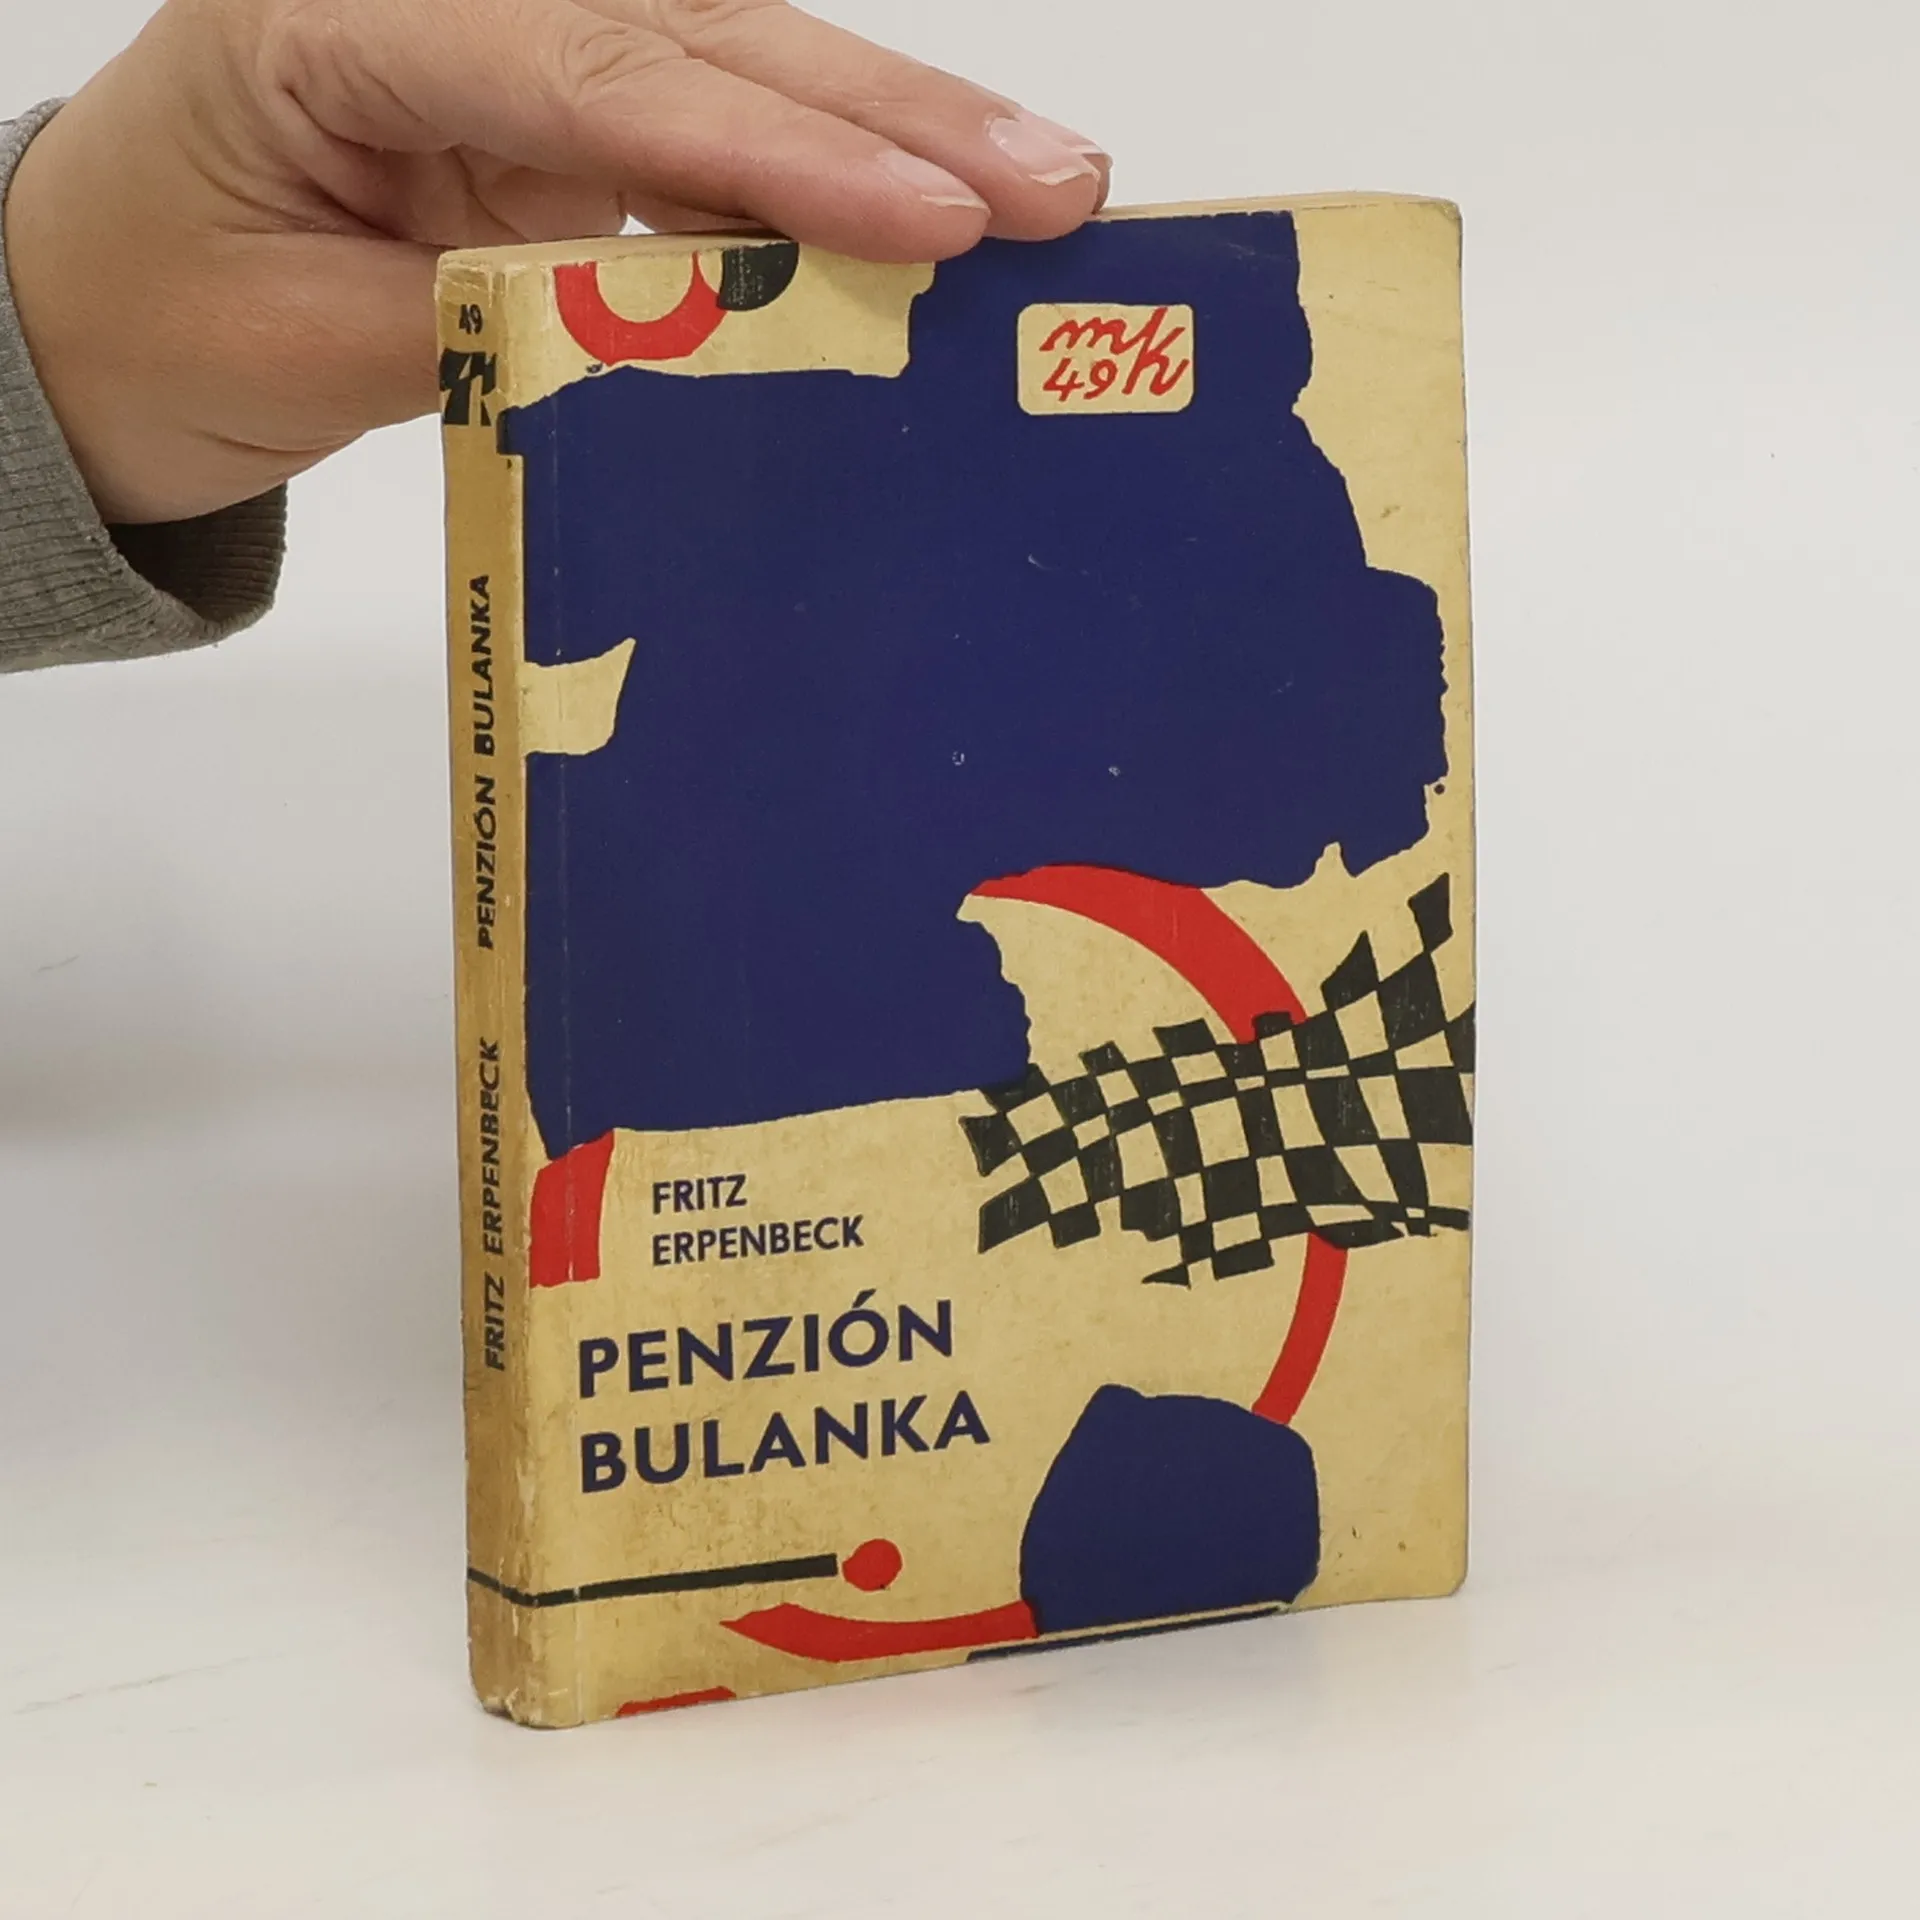 49
PENZIÓN BULANKA
FRITZ ERPENBECK
mk
49
FRITZ
ERPENBECK
PENZIÓN
BULANKA